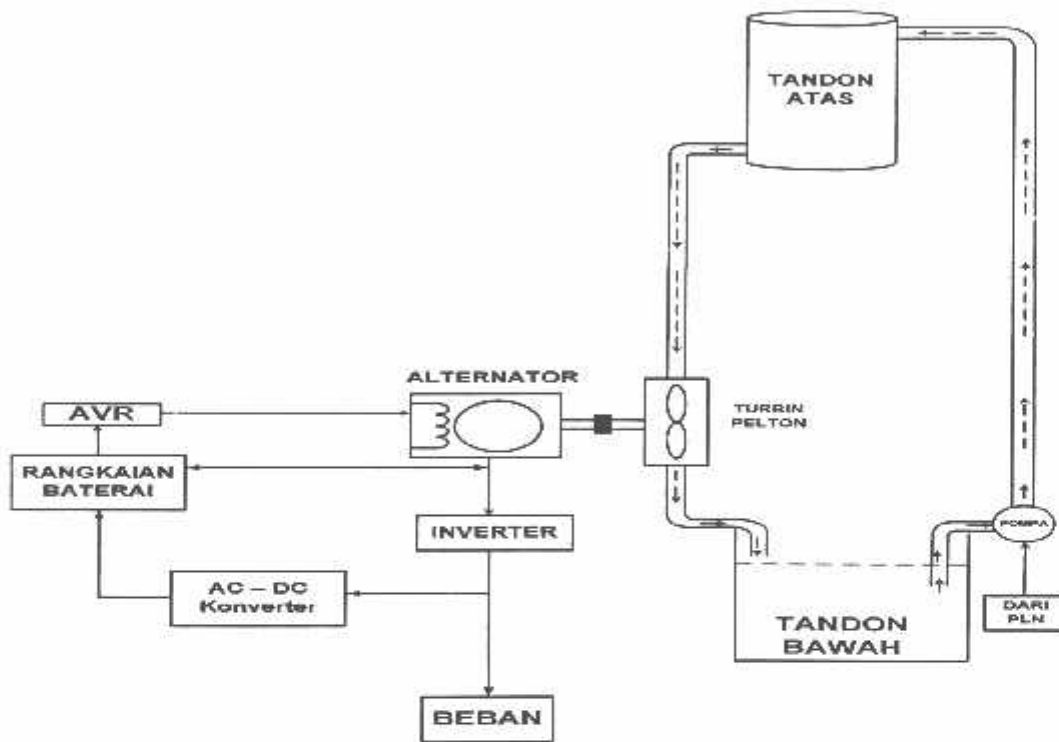 TANDON
ATAS
ALTERNATOR
AVR
TURBIN
PELTON
RANGKAIAN
BATERAI
INVERTER
POMPA
AC – DC
Konverter
DARI
PLN
TANDON
BAWAH
BEBAN